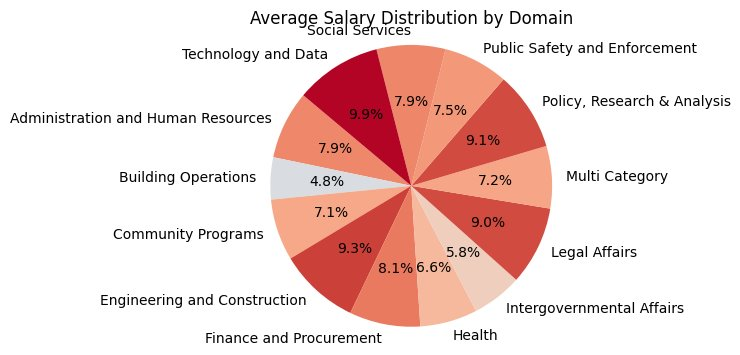 Average Salary Distribution by Domain
Social Services
Technology and Data
Public Safety and Enforcement
Policy, Research & Analysis
Administration and Human Resources
Building Operations
Multi Category
Community Programs
Legal Affairs
Engineering and Construction
Intergovernmental Affairs
Finance and Procurement
Health
7.9%
7.5%
9.9%
9.1%
7.9%
4.8%
7.2%
7.1%
9.0%
9.3%
5.8%
8.1%
6.6%